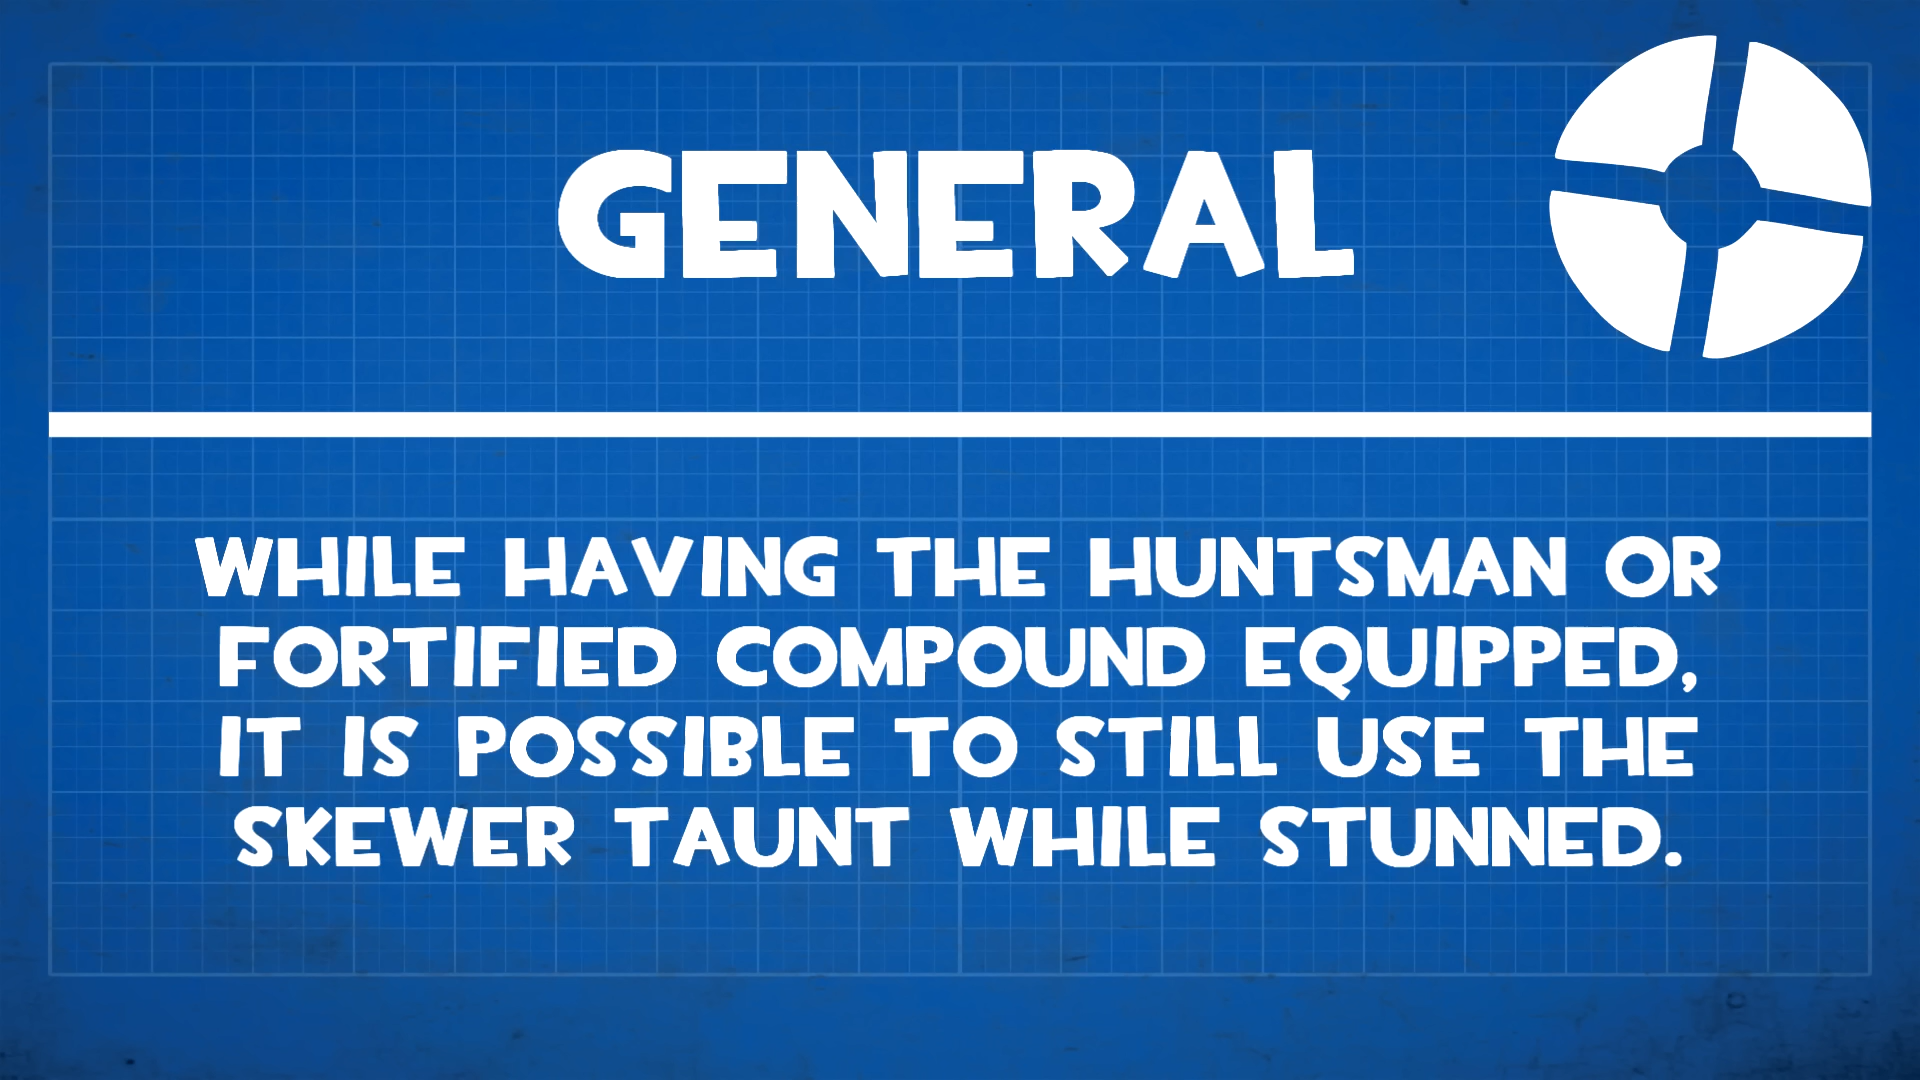 GENERAL
WHILE HAVING THE HUNTSMAN OR
FORTIFIED COMPOUND EQUIPPED,
IT IS POSSIBLE TO STILL USE THE
SKEWER TAUNT WHILE STUNNED.